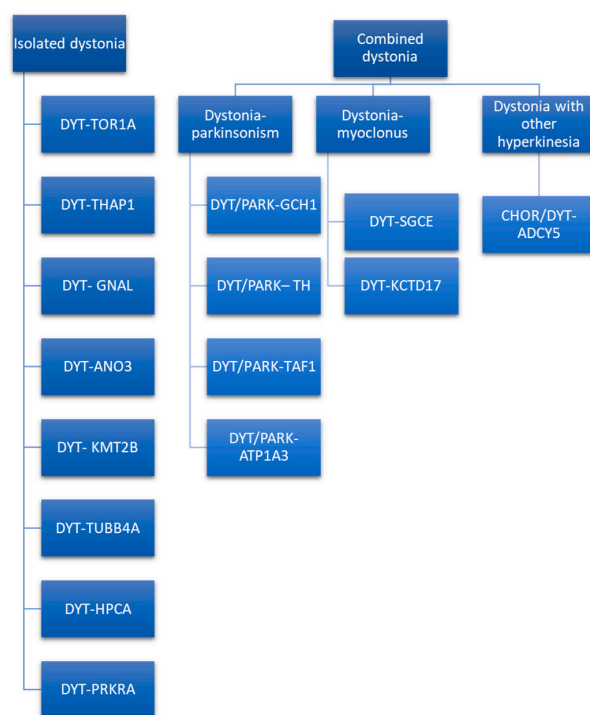 Isolated dystonia
DYT-TOR1A
DYT-THAP1
DYT- GNAL
DYT-ANO3
DYT- KMT2B
DYT-TUBB4A
DYT-HPCA
DYT-PRKRA
Combined
dystonia
Dystonia-
parkinsonism
DYT/PARK-GCH1
DYT/PARK– TH
DYT/PARK-TAF1
DYT/PARK-
ATP1A3
Dystonia-
myoclonus
DYT-SGCE
DYT-KCTD17
Dystonia with
other
hyperkinesia
CHOR/DYT-
ADCY5